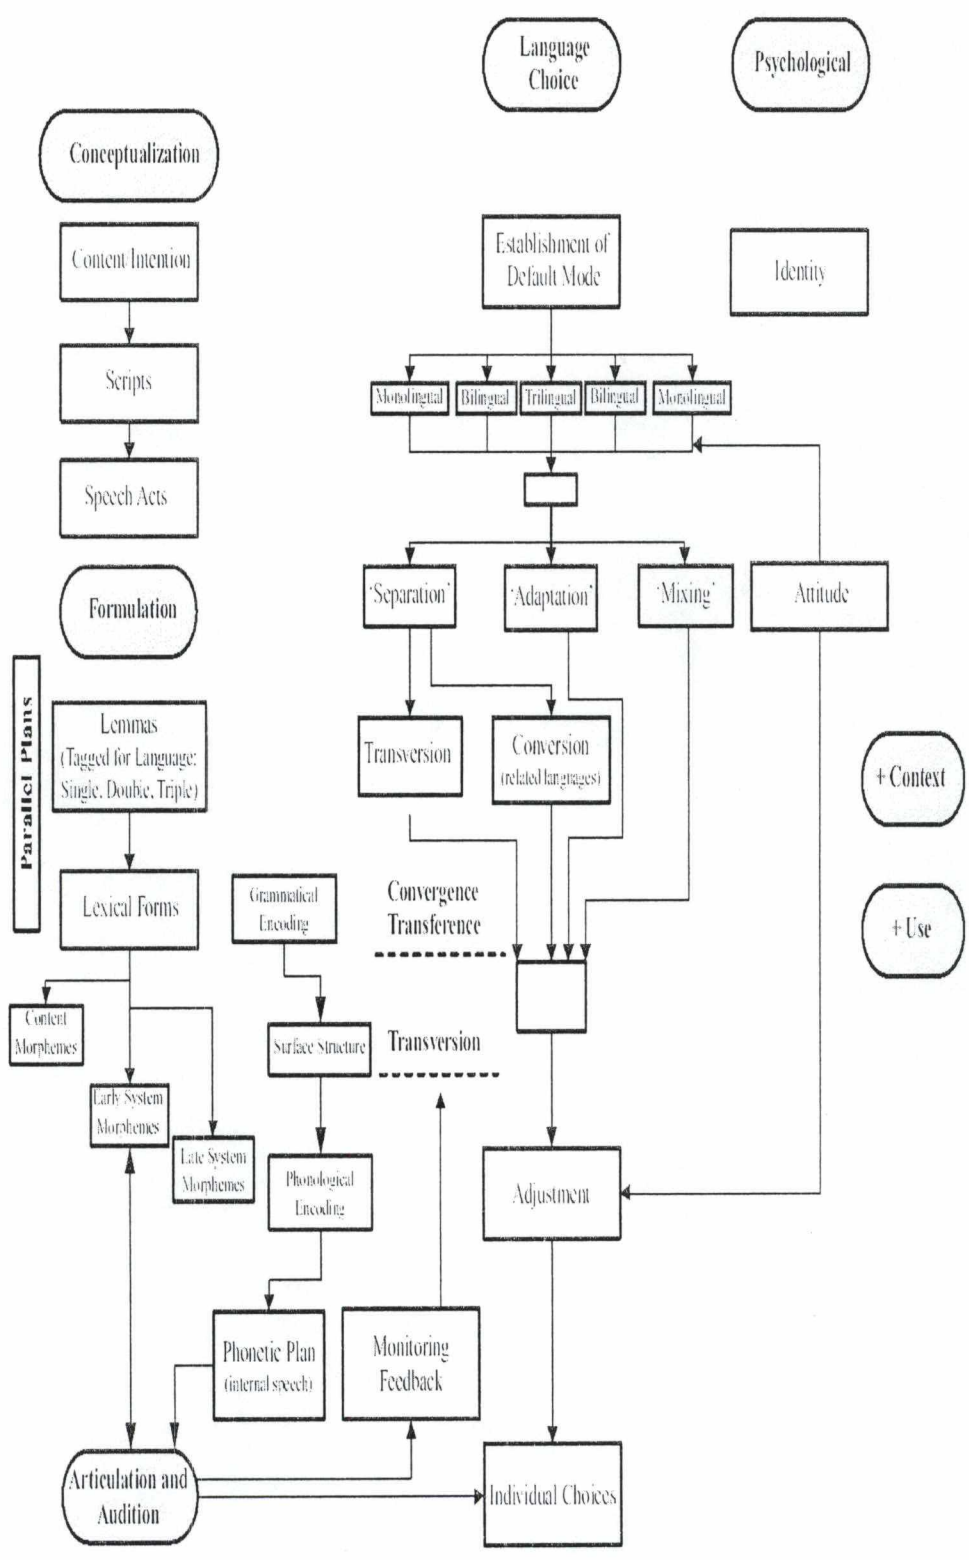 Language
Choice
Psychological
Conceptualization
Content/Intention
Establishment of
Default Mode
Identity
Scripts
Monolingual
Bilingual
Trilingual
Bilingual
Monolingual
Speech Acts
'Separation'
'Adaptation'
'Mixing'
Attitude
Formulation
Parallel Plans
Lemmas
(Tagged for Language:
Single, Double, Triple)
Transversion
Conversion
(related languages)
+ Context
Lexical Forms
Grammatical
Encoding
Convergence
Transference
+ Use
Content
Morphemes
Surface Structure
Transversion
Early System
Morphemes
Late System
Morphemes
Phonological
Encoding
Adjustment
Phonetic Plan
(internal speech)
Monitoring
Feedback
Articulation and
Audition
Individual Choices